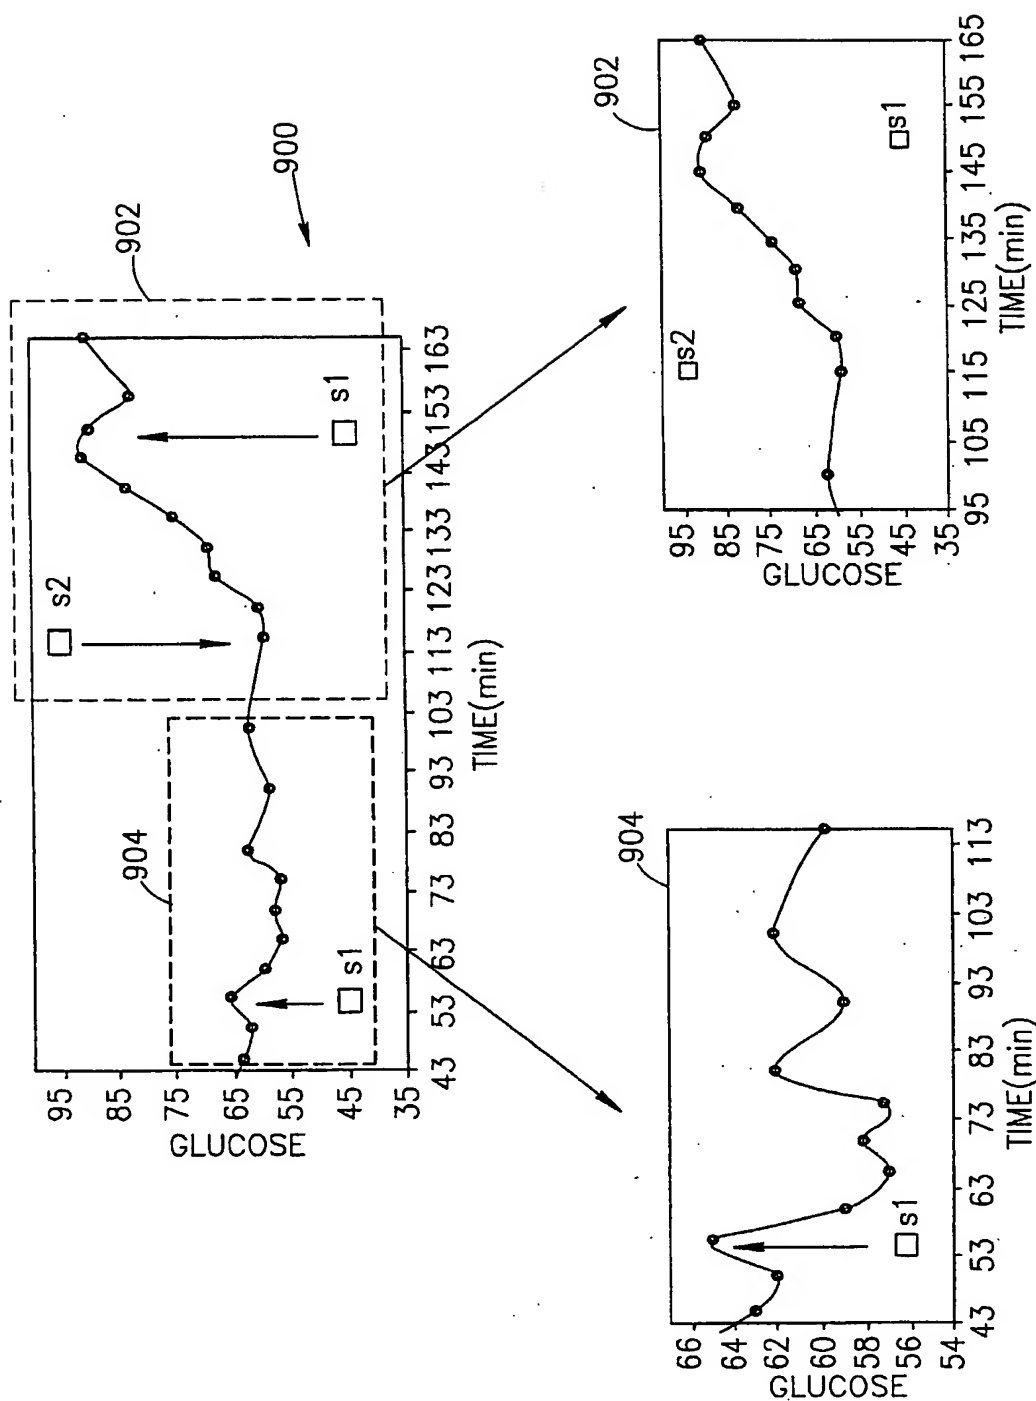 900
902
904
s2
s1
s1
95
85
75
65
55
45
35
GLUCOSE
43 53 63 73 83 93 103 113 123 133 143 153 163
TIME(min)
904
s1
66
64
62
60
58
56
54
GLUCOSE
43 53 63 73 83 93 103 113
TIME(min)
902
s2
s1
95
85
75
65
55
45
35
GLUCOSE
95 105 115 125 135 145 155 165
TIME(min)